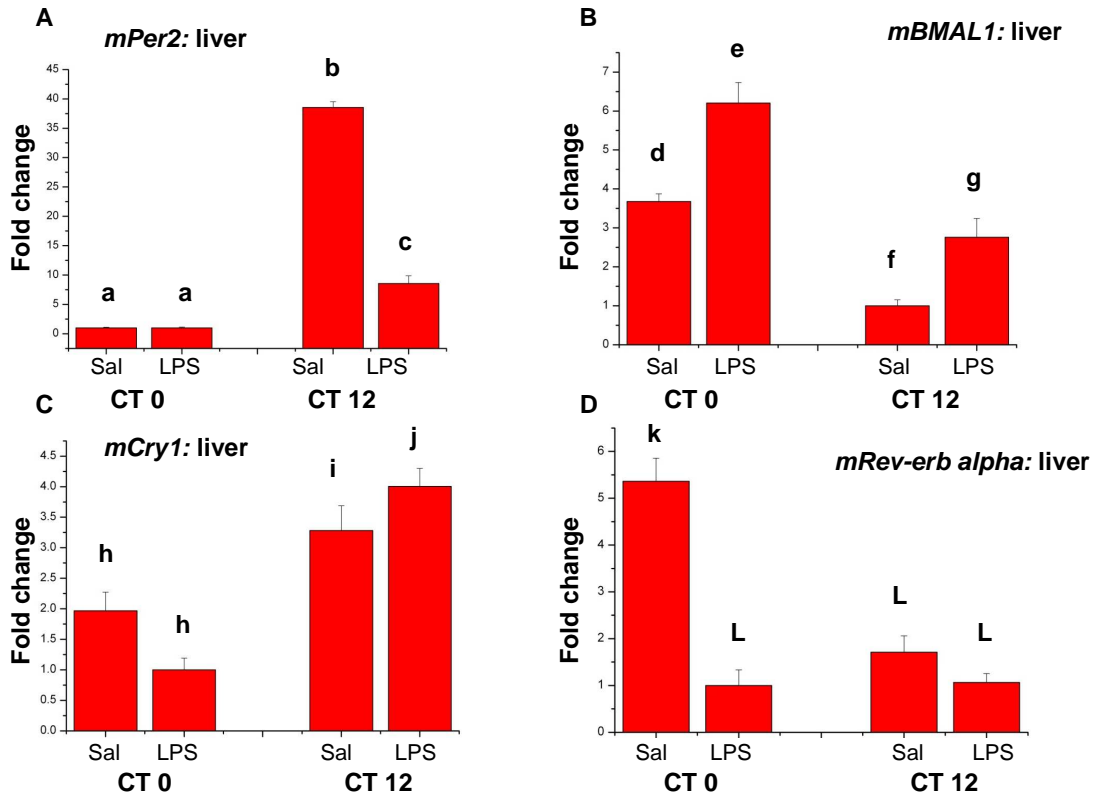 A
mPer2: liver
Fold change
45
40
35
30
25
20
15
10
5
0
a
a
b
c
Sal
LPS
Sal
LPS
CT 0
CT 12
B
mBMAL1: liver
Fold change
7
6
5
4
3
2
1
0
d
e
f
g
Sal
LPS
Sal
LPS
CT 0
CT 12
C
mCry1: liver
Fold change
4.5
4.0
3.5
3.0
2.5
2.0
1.5
1.0
0.5
0.0
h
h
i
j
Sal
LPS
Sal
LPS
CT 0
CT 12
D
mRev-erb alpha: liver
Fold change
6
5
4
3
2
1
0
k
L
L
L
Sal
LPS
Sal
LPS
CT 0
CT 12